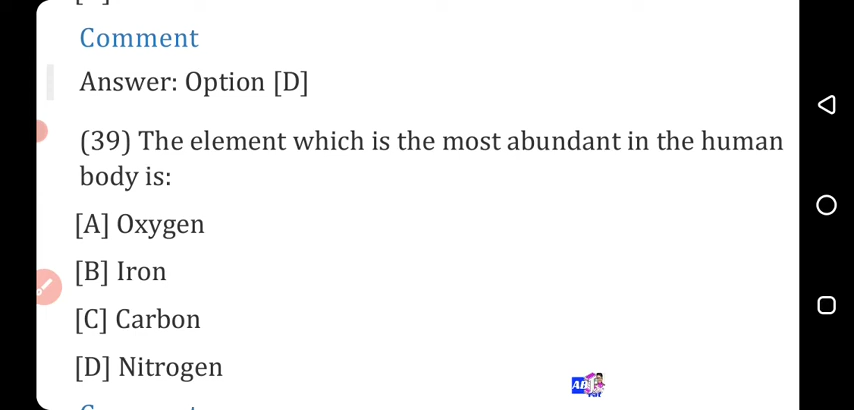 Comment
Answer: Option [D]
(39) The element which is the most abundant in the human
body is:
[A] Oxygen
[B] Iron
[C] Carbon
[D] Nitrogen